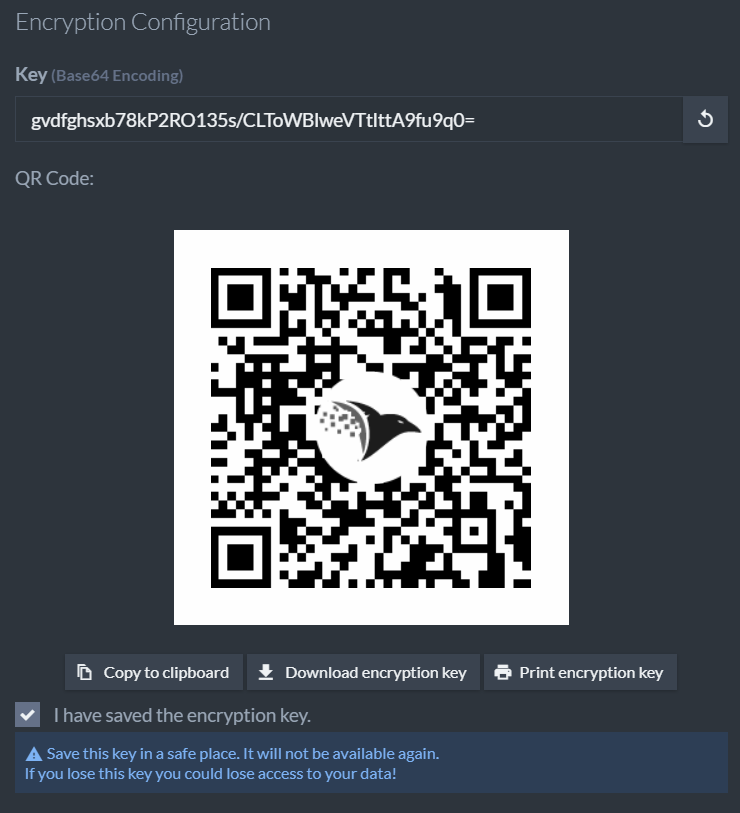 Encryption Configuration
Key (Base64 Encoding)
gvdfghsxb78kP2RO135s/CLToWBlweVTtlttA9fu9q0=
QR Code:
Copy to clipboard
Download encryption key
Print encryption key
I have saved the encryption key.
Save this key in a safe place. It will not be available again.
If you lose this key you could lose access to your data!